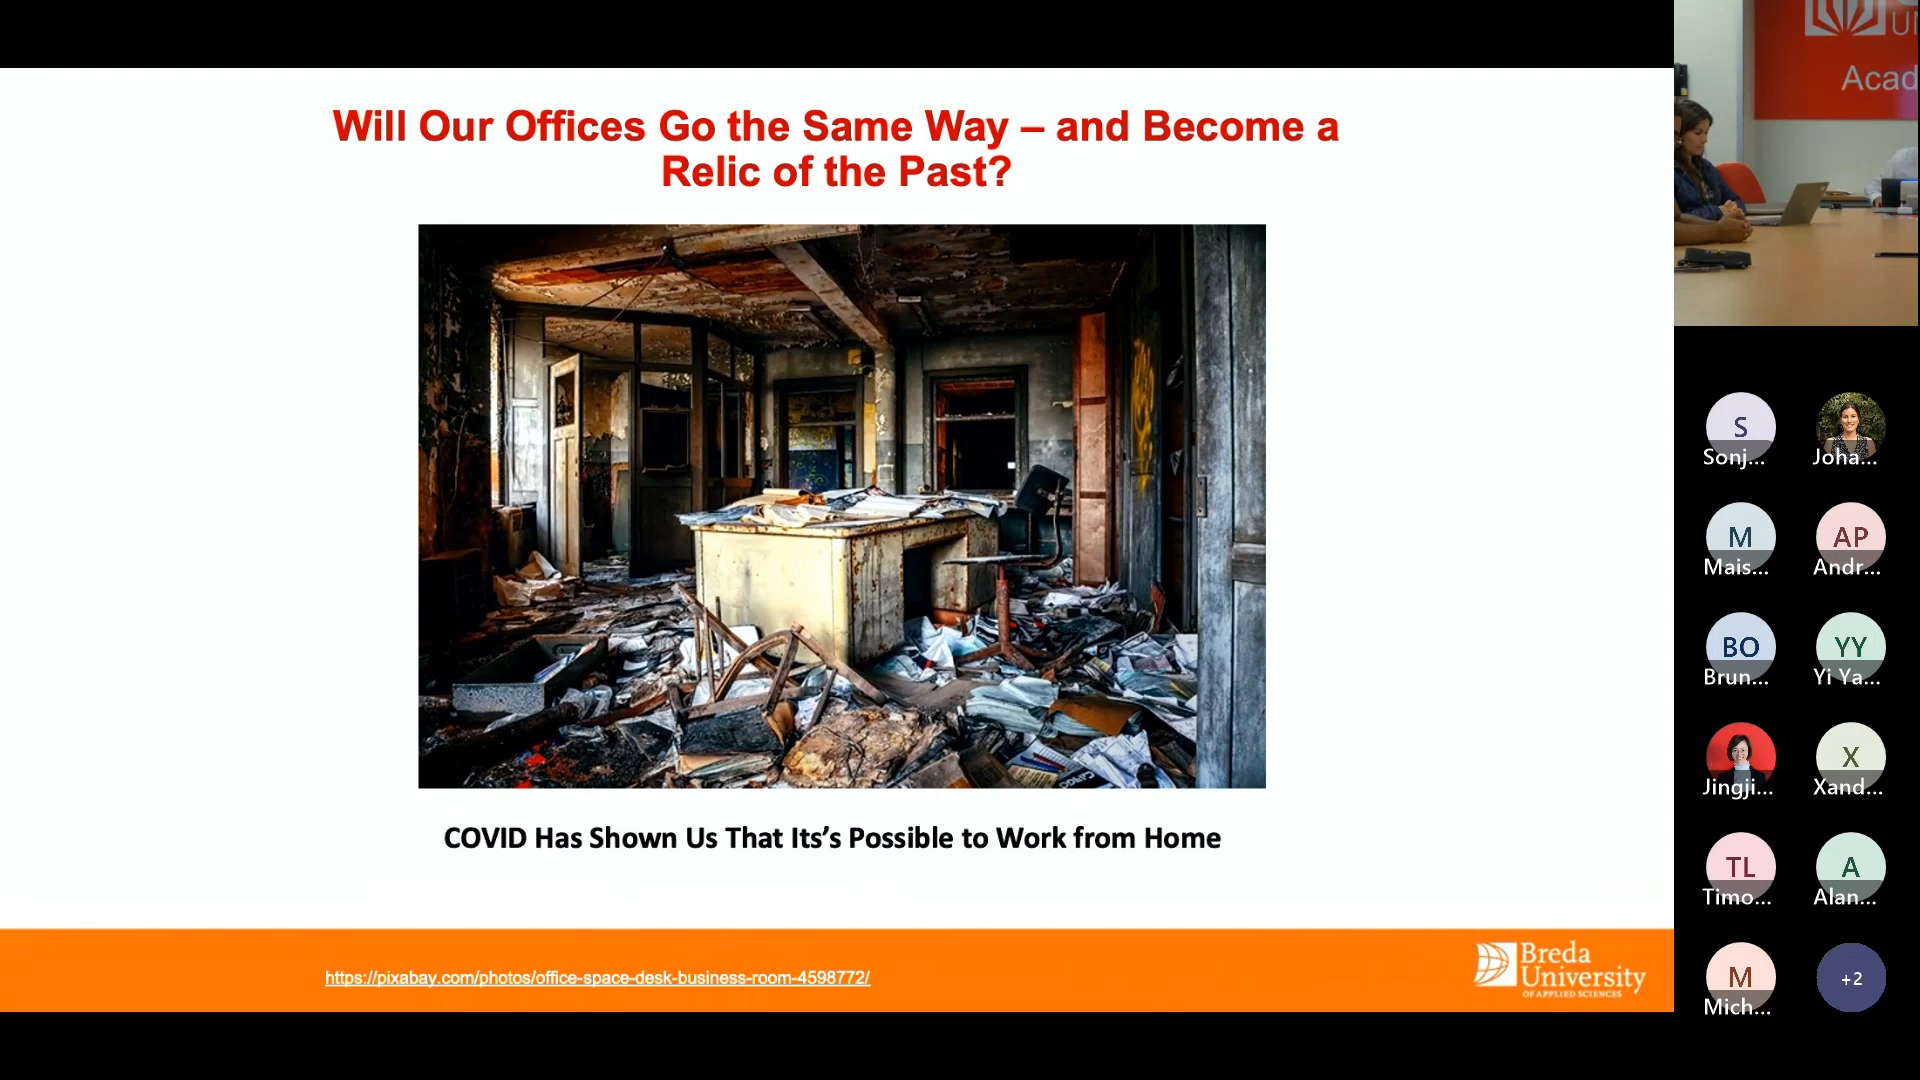 Will Our Offices Go the Same Way – and Become a
Relic of the Past?
COVID Has Shown Us That Its’s Possible to Work from Home
https://pixabay.com/photos/office-space-desk-business-room-4598772/
Breda
University
OF APPLIED SCIENCES
UN
Acad
S
Sonj...
Joha...
M
Mais...
AP
Andr...
BO
Brun...
YY
Yi Ya...
Jingji...
X
Xand...
TL
Timo...
A
Alan...
M
Mich...
+2